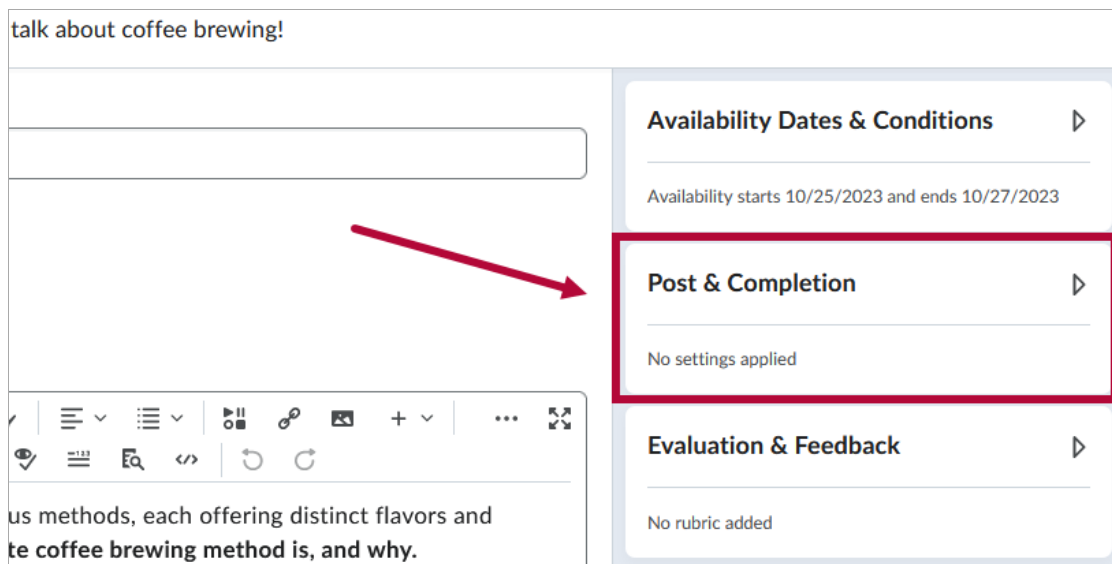 talk about coffee brewing!
Availability Dates & Conditions
Availability starts 10/25/2023 and ends 10/27/2023
Post & Completion
No settings applied
Evaluation & Feedback
No rubric added
us methods, each offering distinct flavors and
te coffee brewing method is, and why.